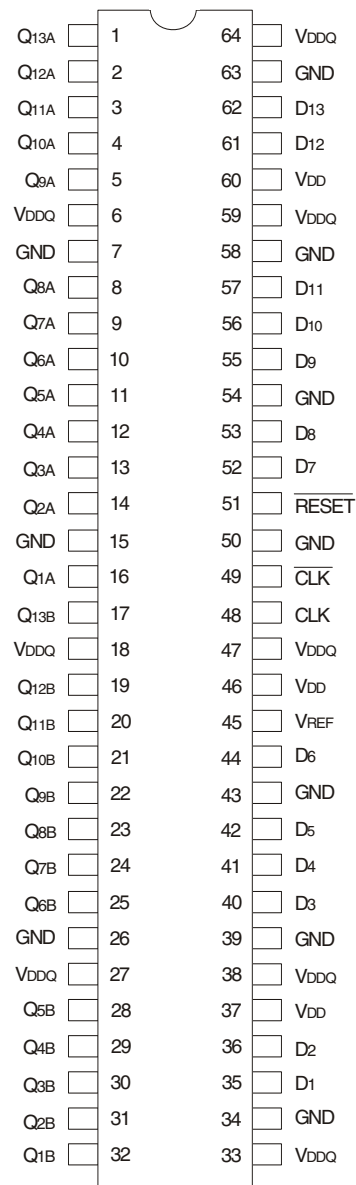 Q13A 1 64 VDDQ
Q12A 2 63 GND
Q11A 3 62 D13
Q10A 4 61 D12
Q9A 5 60 VDD
VDDQ 6 59 VDDQ
GND 7 58 GND
Q8A 8 57 D11
Q7A 9 56 D10
Q6A 10 55 D9
Q5A 11 54 GND
Q4A 12 53 D8
Q3A 13 52 D7
Q2A 14 51 R̅E̅S̅E̅T̅
GND 15 50 GND
Q1A 16 49 C̅L̅K̅
Q13B 17 48 CLK
VDDQ 18 47 VDDQ
Q12B 19 46 VDD
Q11B 20 45 VREF
Q10B 21 44 D6
Q9B 22 43 GND
Q8B 23 42 D5
Q7B 24 41 D4
Q6B 25 40 D3
GND 26 39 GND
VDDQ 27 38 VDDQ
Q5B 28 37 VDD
Q4B 29 36 D2
Q3B 30 35 D1
Q2B 31 34 GND
Q1B 32 33 VDDQ